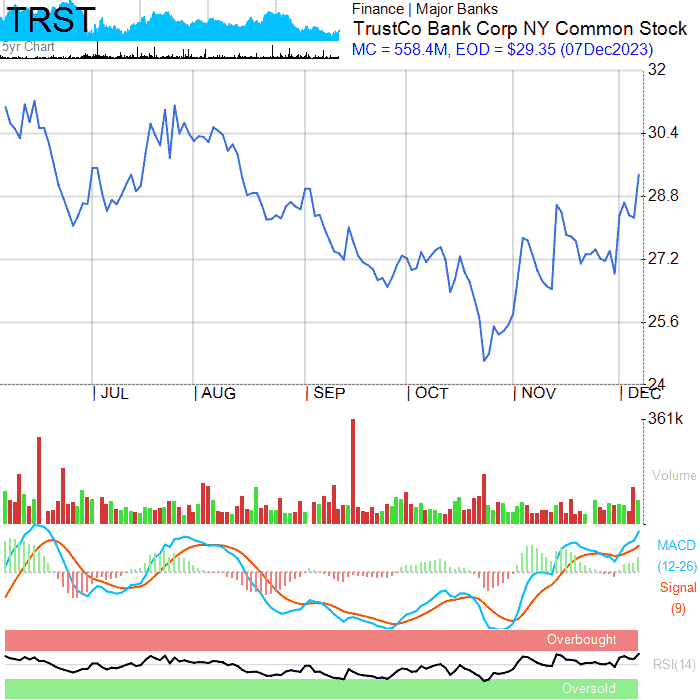 TRST
5yr Chart
Finance | Major Banks
TrustCo Bank Corp NY Common Stock
MC = 558.4M, EOD = $29.35 (07Dec2023)
32
30.4
28.8
27.2
25.6
24
JUL AUG SEP OCT NOV DEC
361k
Volume
MACD
(12-26)
Signal
(9)
Overbought
RSI(14)
Oversold